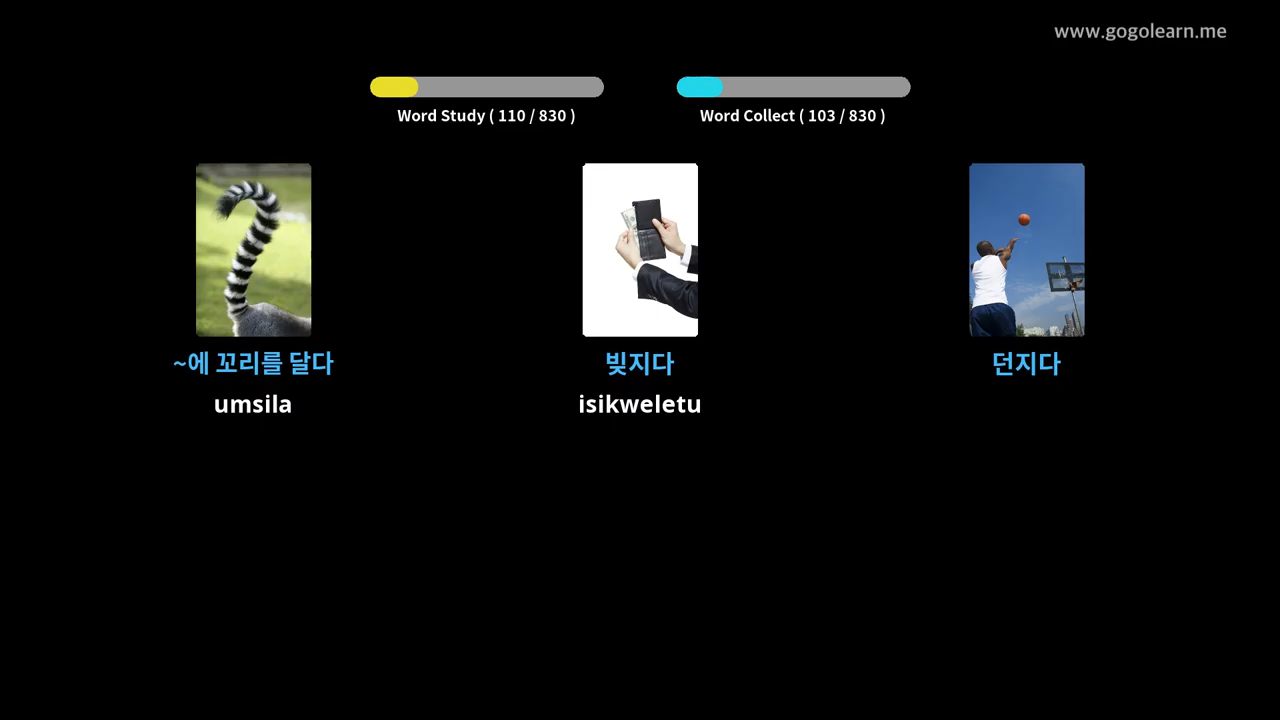 www.gogolearn.me
Word Study ( 110 / 830 )
Word Collect ( 103 / 830 )
~에 꼬리를 달다
빚지다
던지다
umsila
isikweletu